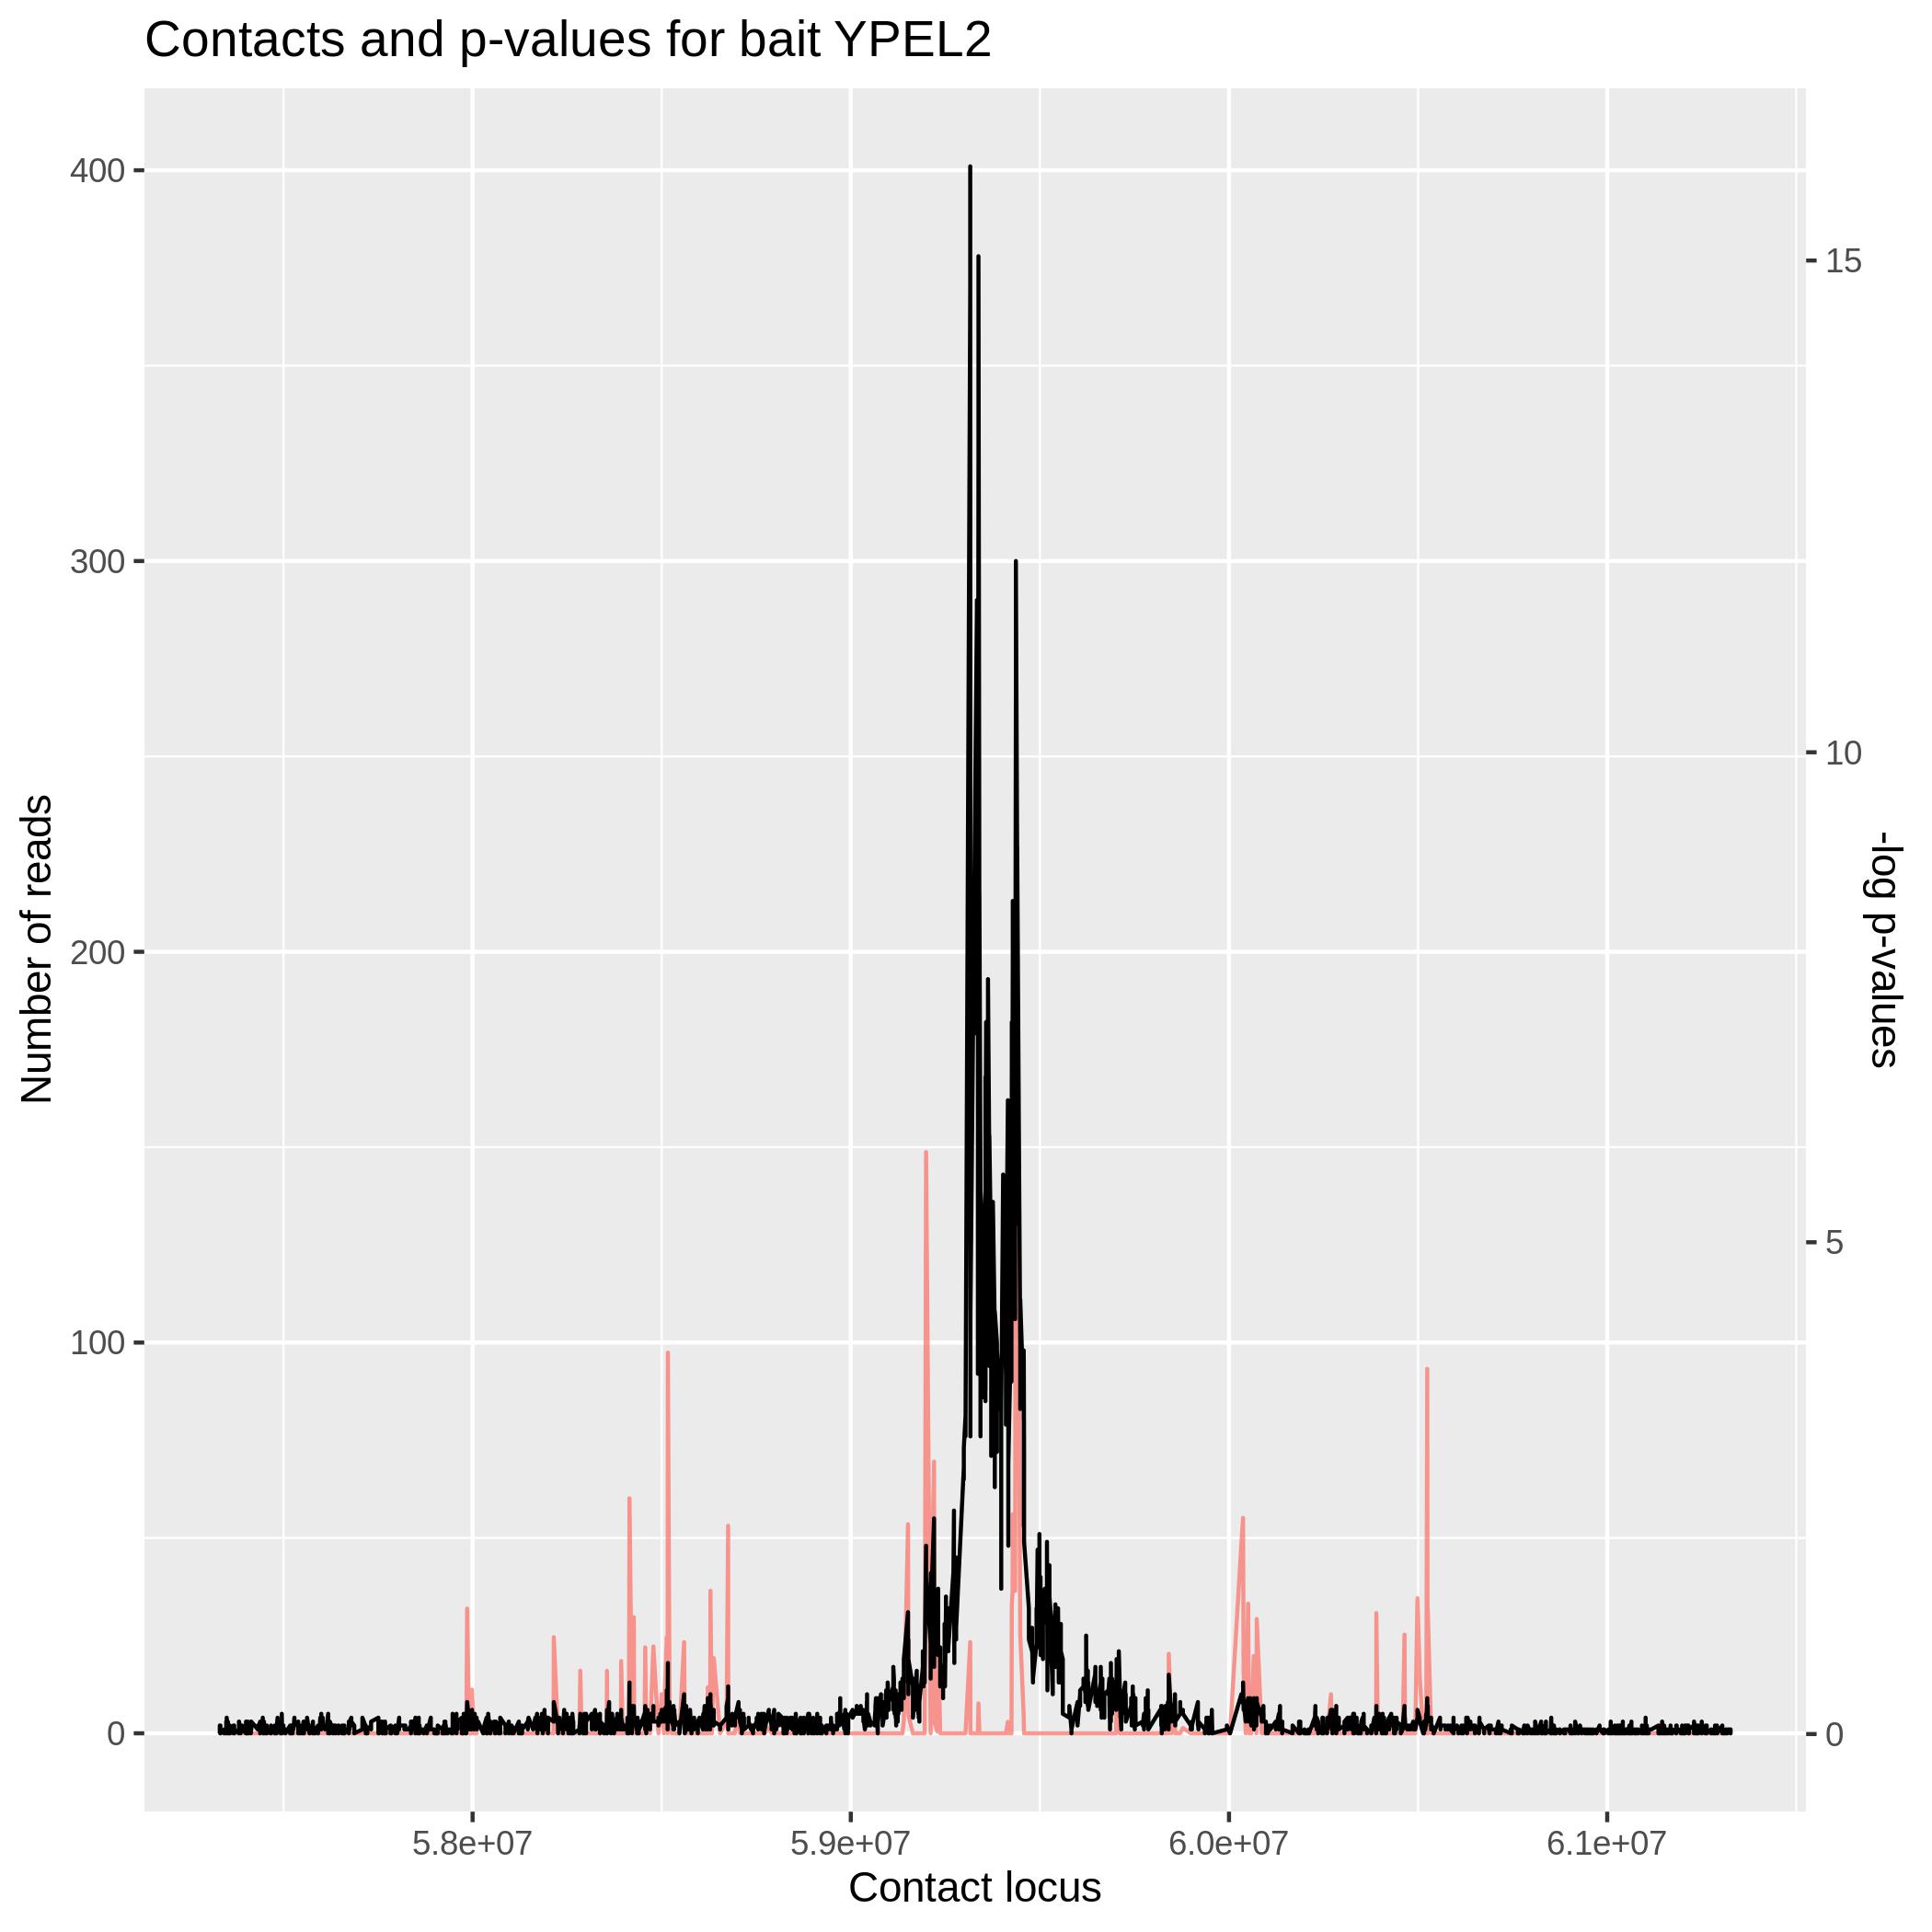 Contacts and p-values for bait YPEL2
400
300
200
100
0
Number of reads
15
10
5
0
-log p-values
5.8e+07
5.9e+07
6.0e+07
6.1e+07
Contact locus